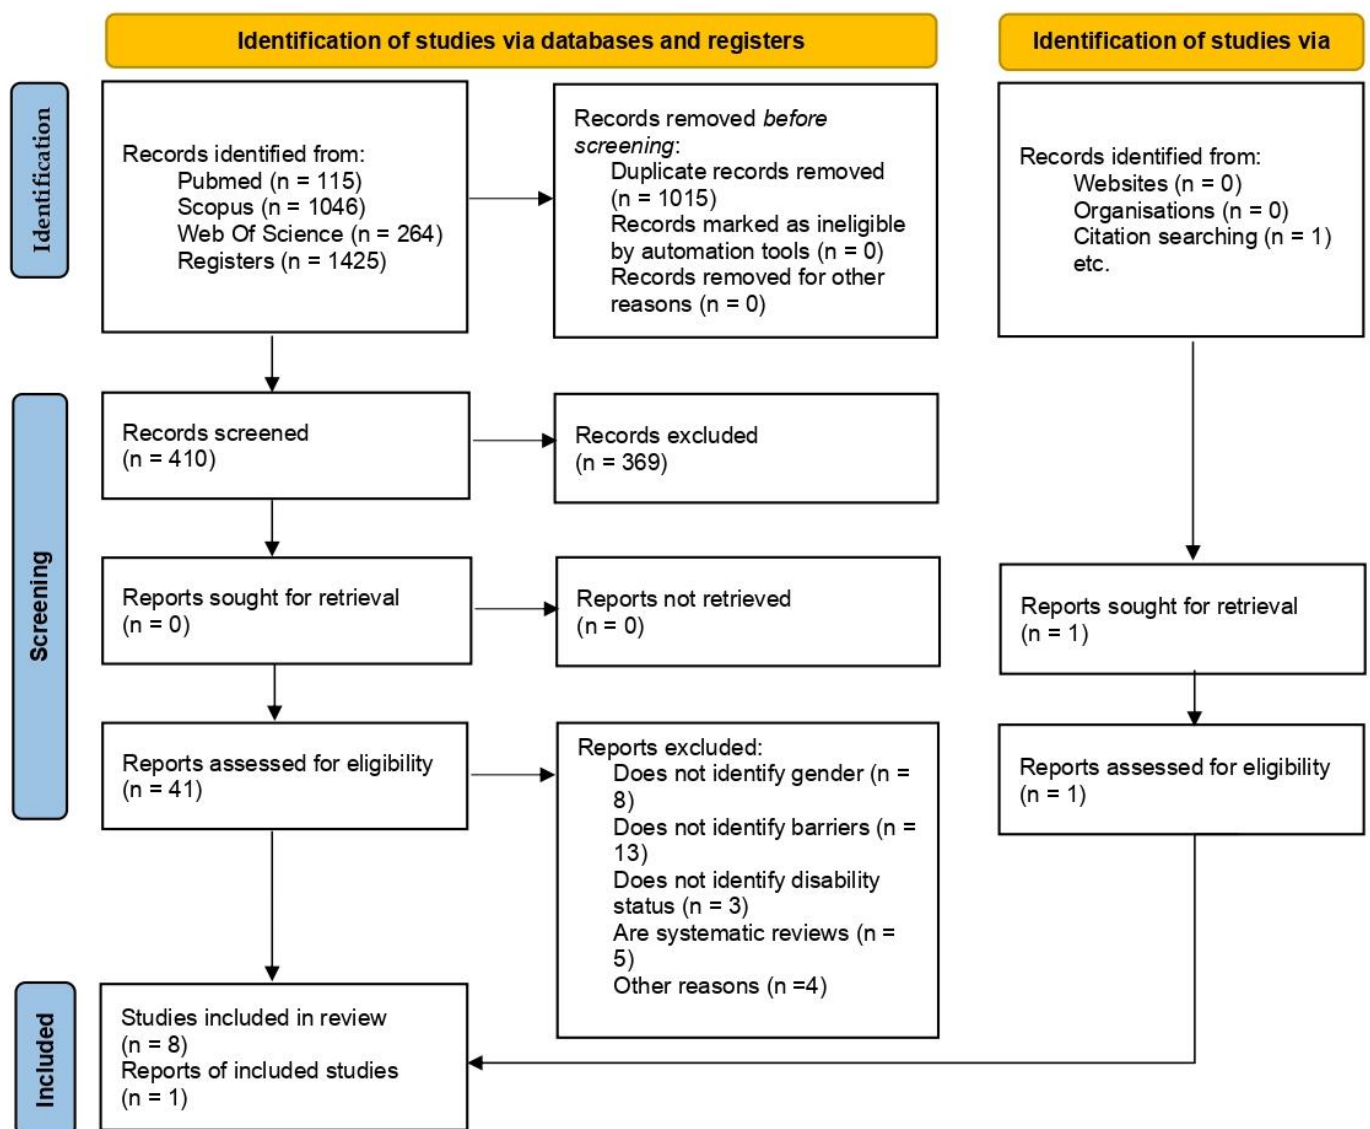 Identification of studies via databases and registers
Identification of studies via
Identification
Records identified from:
Pubmed (n = 115)
Scopus (n = 1046)
Web Of Science (n = 264)
Registers (n = 1425)
Records removed before
screening:
Duplicate records removed
(n = 1015)
Records marked as ineligible
by automation tools (n = 0)
Records removed for other
reasons (n = 0)
Records identified from:
Websites (n = 0)
Organisations (n = 0)
Citation searching (n = 1)
etc.
Screening
Records screened
(n = 410)
Records excluded
(n = 369)
Reports sought for retrieval
(n = 0)
Reports not retrieved
(n = 0)
Reports sought for retrieval
(n = 1)
Reports assessed for eligibility
(n = 41)
Reports excluded:
Does not identify gender (n =
8)
Does not identify barriers (n =
13)
Does not identify disability
status (n = 3)
Are systematic reviews (n =
5)
Other reasons (n =4)
Reports assessed for eligibility
(n = 1)
Included
Studies included in review
(n = 8)
Reports of included studies
(n = 1)